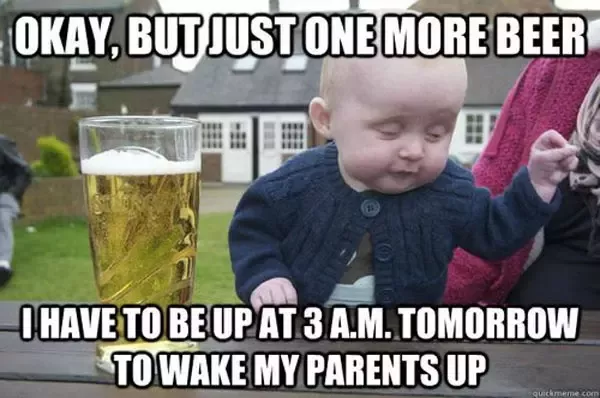 OKAY, BUT JUST ONE MORE BEER
I HAVE TO BE UP AT 3 A.M. TOMORROW
TO WAKE MY PARENTS UP
quickmeme.com